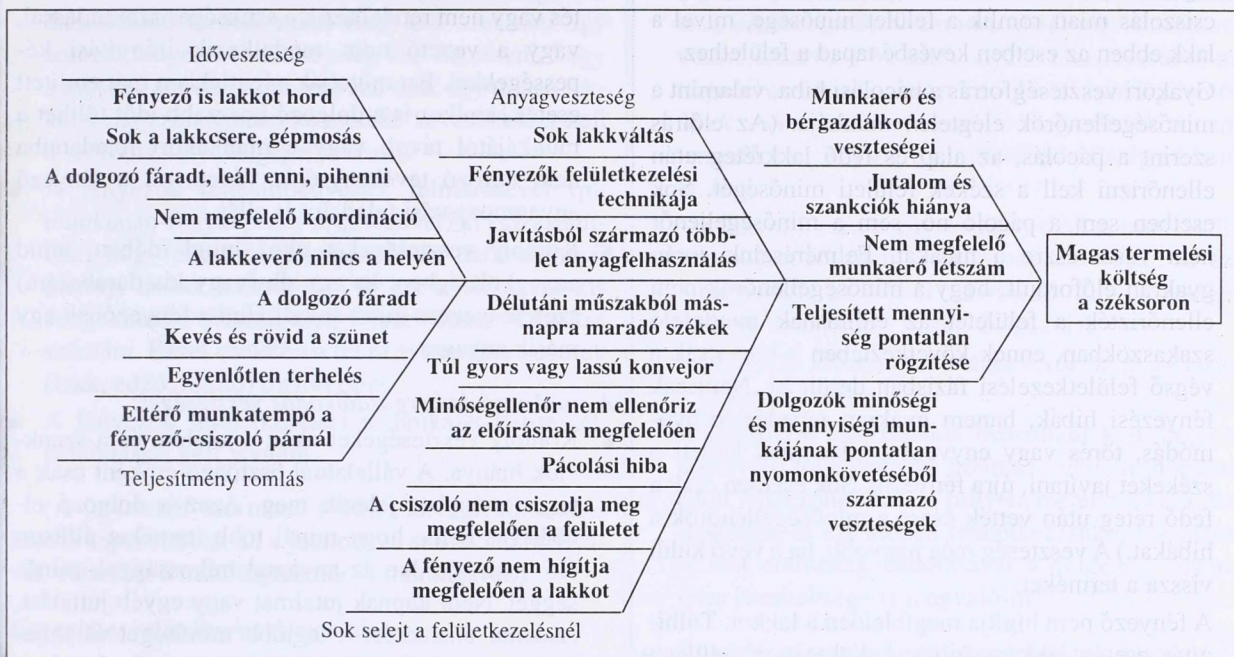 Időveszteség
Fényező is lakkot hord
Sok a lakkcsere, gépmosás
A dolgozó fáradt, leáll enni, pihenni
Nem megfelelő koordináció
A lakkeverő nincs a helyén
A dolgozó fáradt
Kevés és rövid a szünet
Egyenlőtlen terhelés
Eltérő munkatempó a
fényező-csiszoló párnál
Teljesítmény romlás
Anyagveszteség
Sok lakkváltás
Fényezők felületkezelési
technikája
Javításból származó több-
let anyagfelhasználás
Délutáni műszakból más-
napra maradó székek
Túl gyors vagy lassú konvejor
Minőségellenőr nem ellenőriz
az előírásnak megfelelően
Pácolási hiba
A csiszoló nem csiszolja meg
megfelelően a felületet
A fényező nem hígítja
megfelelően a lakkot
Sok selejt a felületkezelésnél
Munkaerő és
bérgazdálkodás
veszteségei
Jutalom és
szankciók hiánya
Nem megfelelő
munkaerő létszám
Teljesített mennyi-
ség pontatlan
rögzítése
Dolgozók minőségi
és mennyiségi mun-
kájának pontatlan
nyomonkövetéséből
származó
veszteségek
Magas termelési
költség
a széksoron